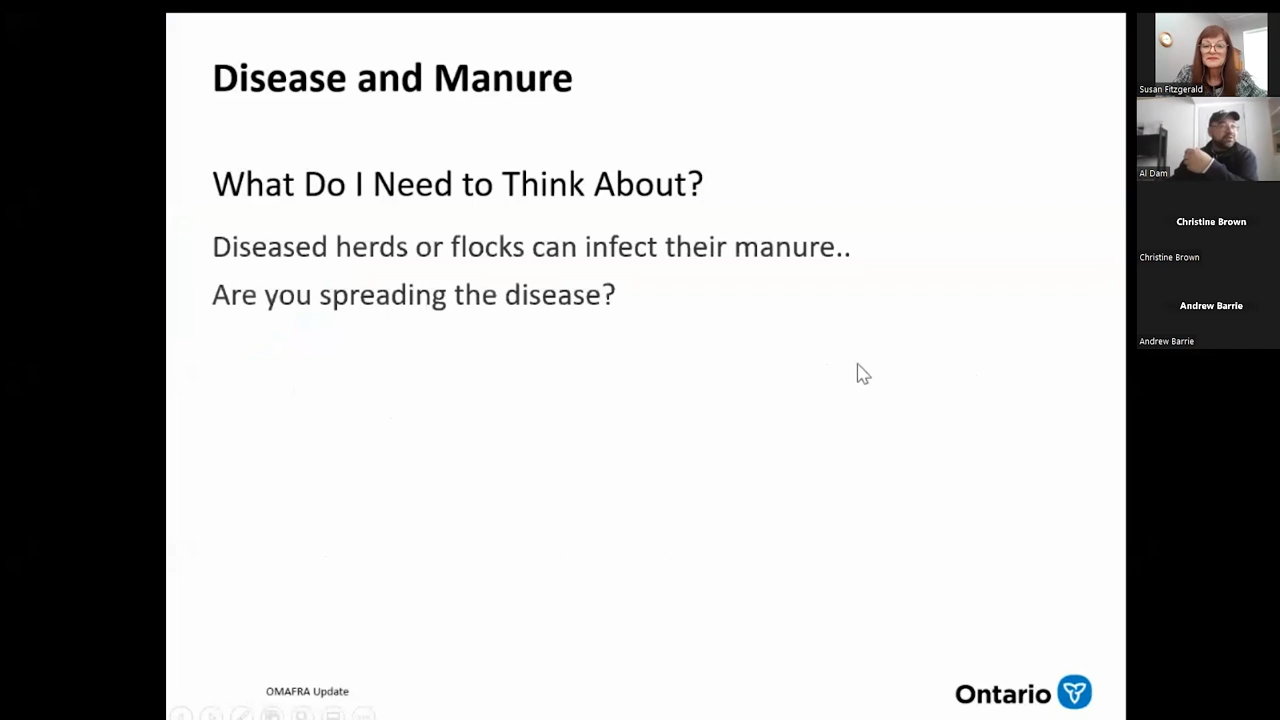 Disease and Manure
What Do I Need to Think About?
Diseased herds or flocks can infect their manure..
Are you spreading the disease?
OMAFRA Update
Ontario
Susan Fitzgerald
Al Dam
Christine Brown
Christine Brown
Andrew Barrie
Andrew Barrie